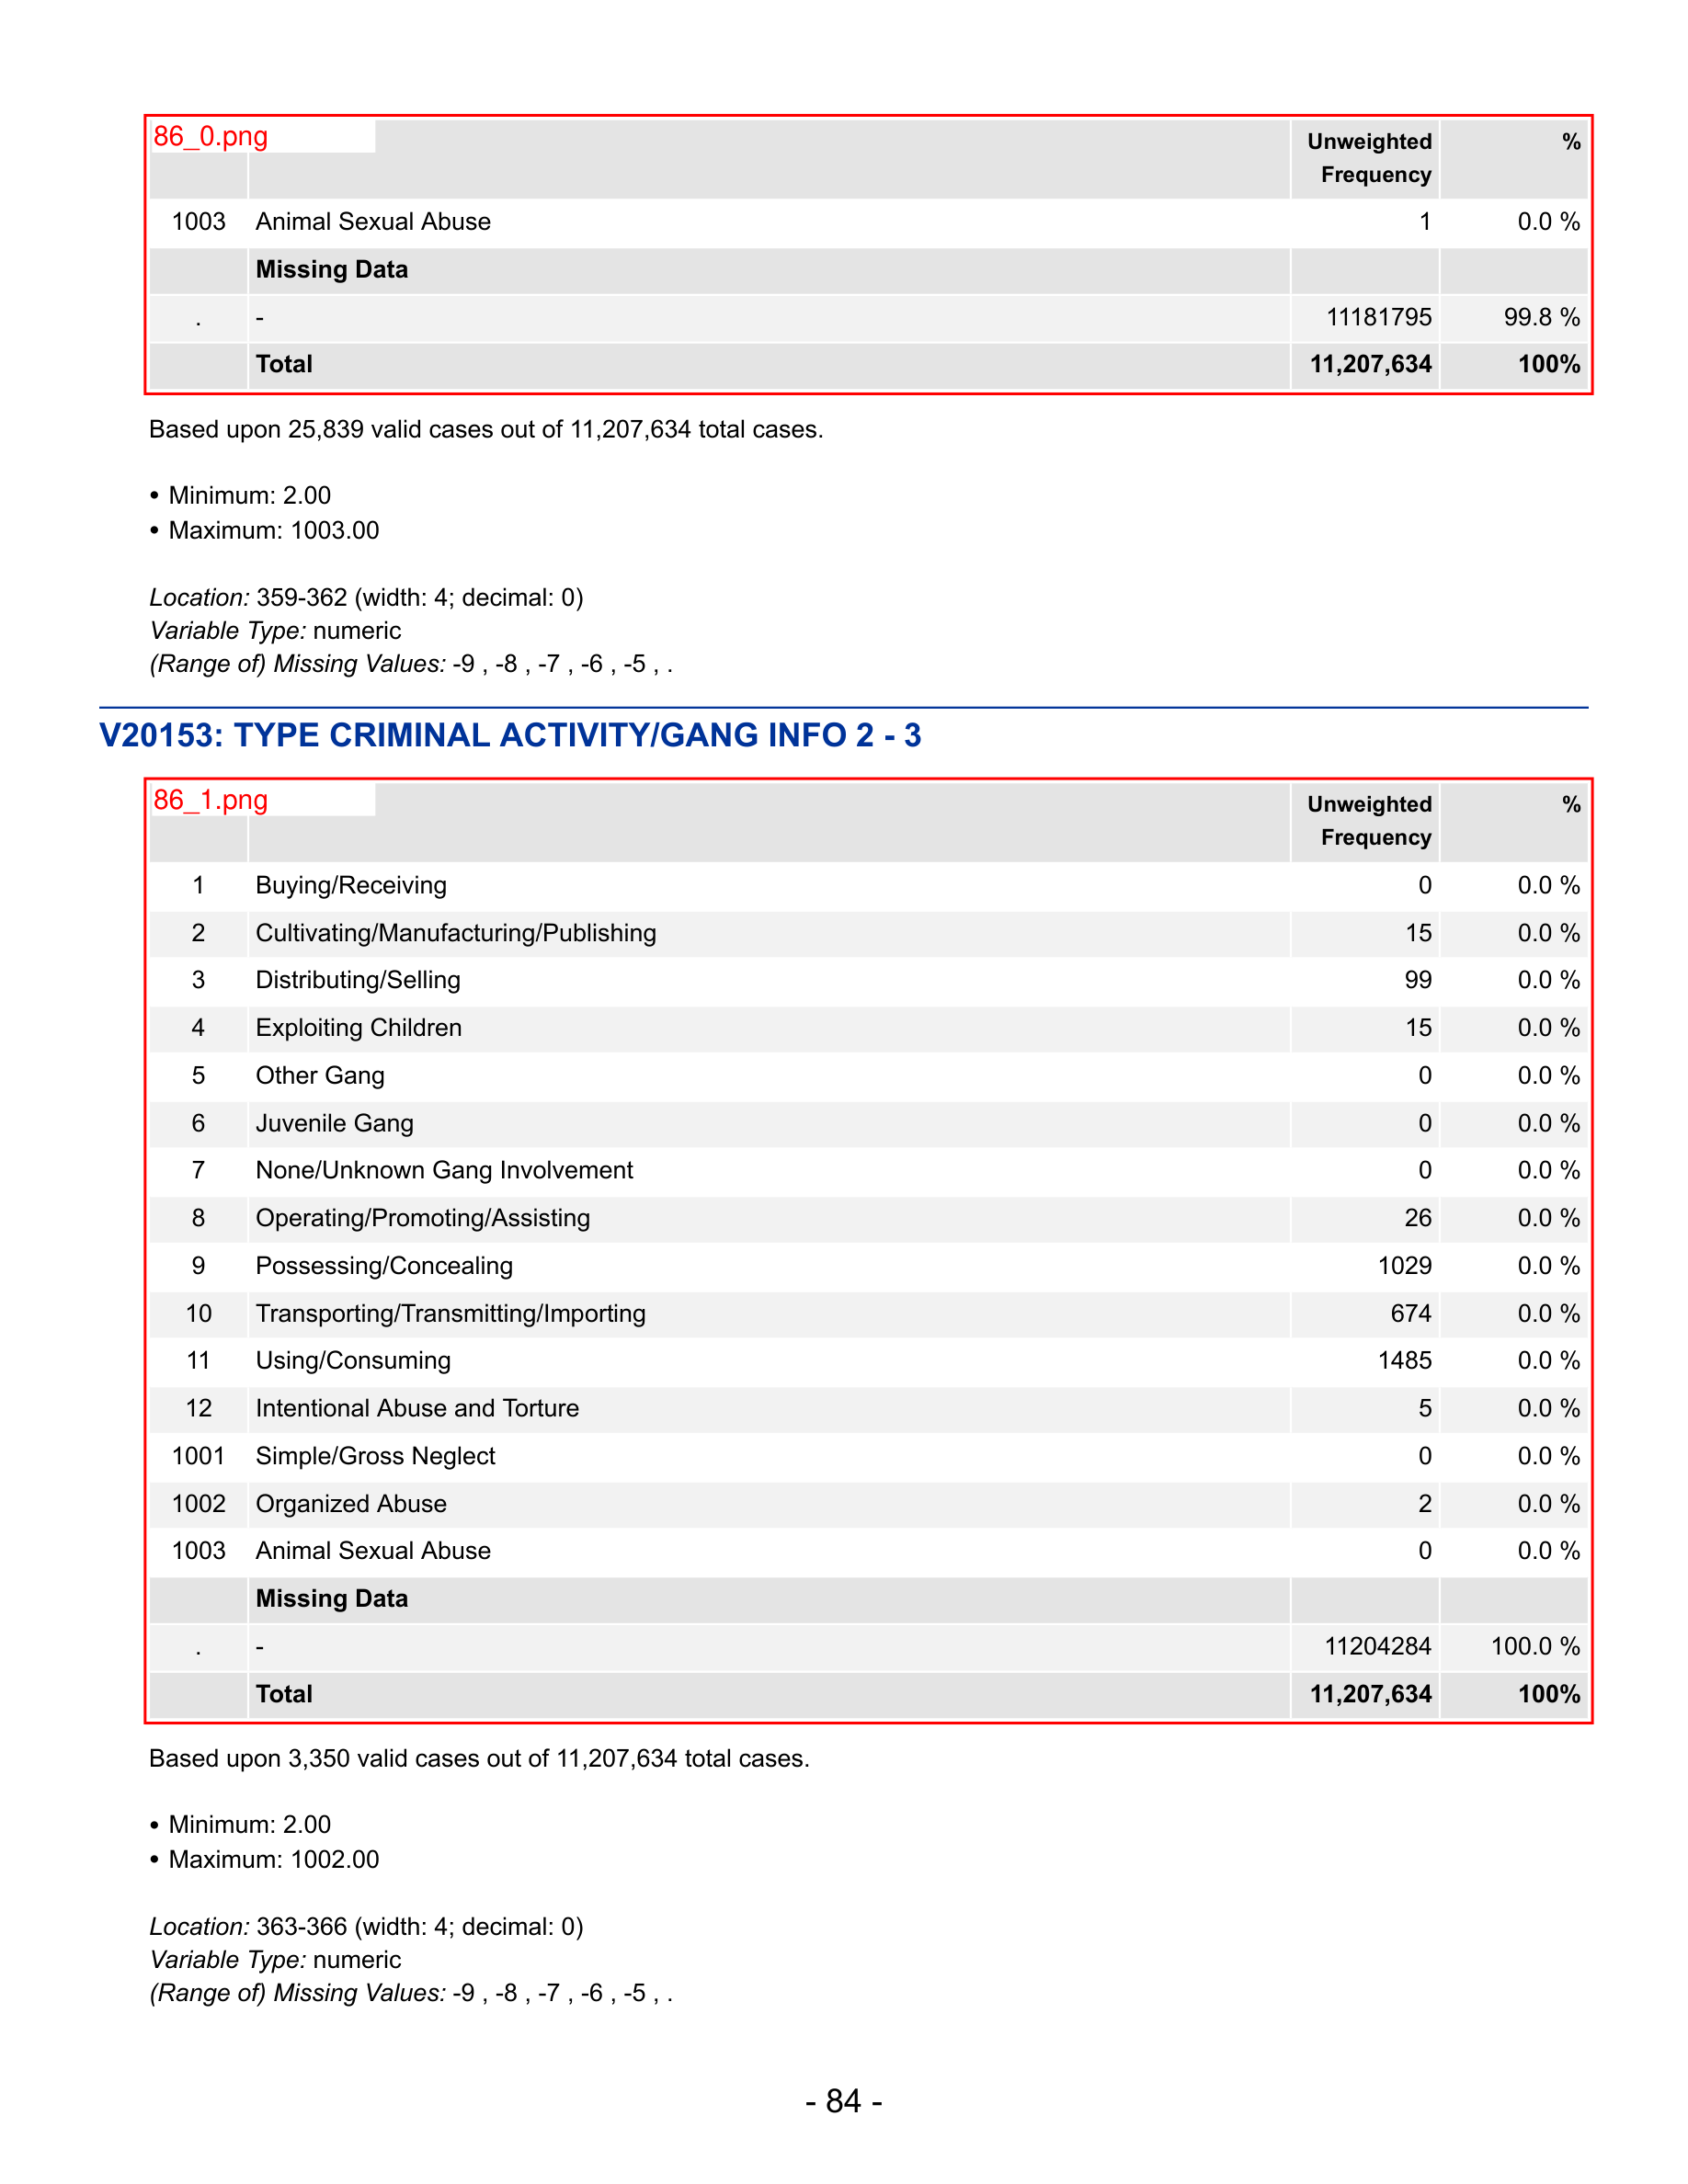 86_0.png
Unweighted Frequency %
1003 Animal Sexual Abuse 1 0.0 %
Missing Data
. - 11181795 99.8 %
Total 11,207,634 100%
Based upon 25,839 valid cases out of 11,207,634 total cases.
• Minimum: 2.00
• Maximum: 1003.00
Location: 359-362 (width: 4; decimal: 0)
Variable Type: numeric
(Range of) Missing Values: -9 , -8 , -7 , -6 , -5 , .
V20153: TYPE CRIMINAL ACTIVITY/GANG INFO 2 - 3
86_1.png
Unweighted Frequency %
1 Buying/Receiving 0 0.0 %
2 Cultivating/Manufacturing/Publishing 15 0.0 %
3 Distributing/Selling 99 0.0 %
4 Exploiting Children 15 0.0 %
5 Other Gang 0 0.0 %
6 Juvenile Gang 0 0.0 %
7 None/Unknown Gang Involvement 0 0.0 %
8 Operating/Promoting/Assisting 26 0.0 %
9 Possessing/Concealing 1029 0.0 %
10 Transporting/Transmitting/Importing 674 0.0 %
11 Using/Consuming 1485 0.0 %
12 Intentional Abuse and Torture 5 0.0 %
1001 Simple/Gross Neglect 0 0.0 %
1002 Organized Abuse 2 0.0 %
1003 Animal Sexual Abuse 0 0.0 %
Missing Data
. - 11204284 100.0 %
Total 11,207,634 100%
Based upon 3,350 valid cases out of 11,207,634 total cases.
• Minimum: 2.00
• Maximum: 1002.00
Location: 363-366 (width: 4; decimal: 0)
Variable Type: numeric
(Range of) Missing Values: -9 , -8 , -7 , -6 , -5 , .
- 84 -